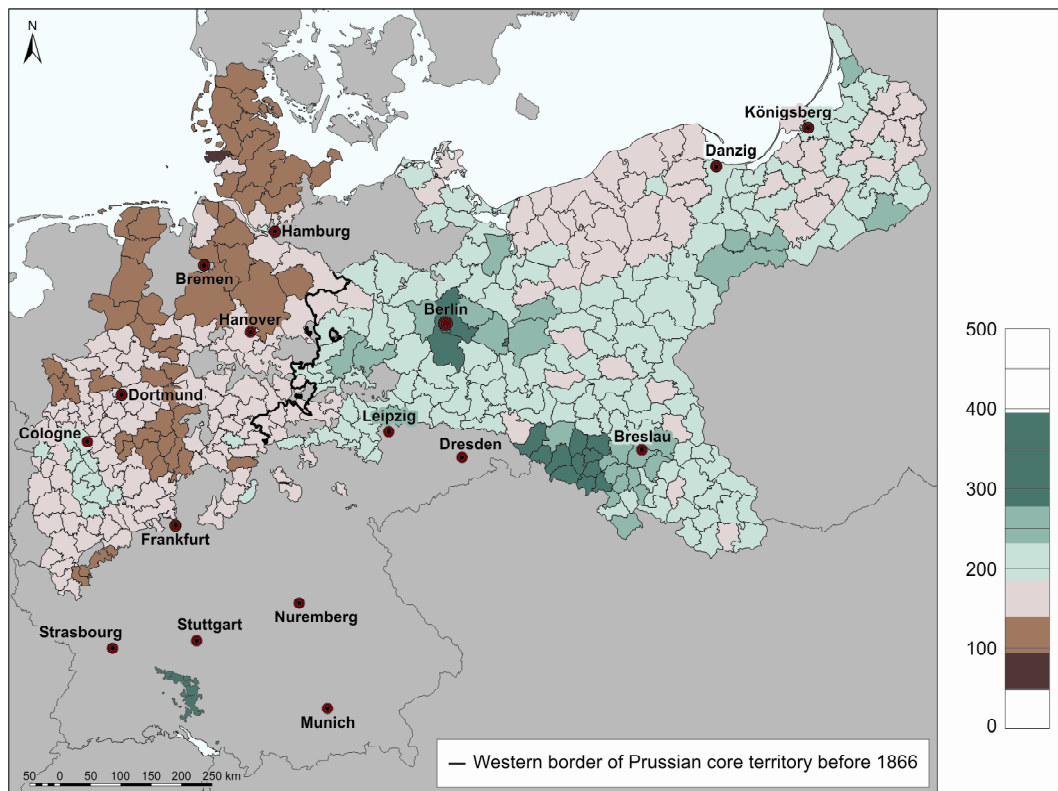 N
Königsberg
Danzig
Hamburg
Bremen
Berlin
Hanover
Dortmund
Leipzig
Cologne
Breslau
Dresden
Frankfurt
Nuremberg
Stuttgart
Strasbourg
Munich
500
400
300
200
100
0
Western border of Prussian core territory before 1866
50 0 50 100 150 200 250 km